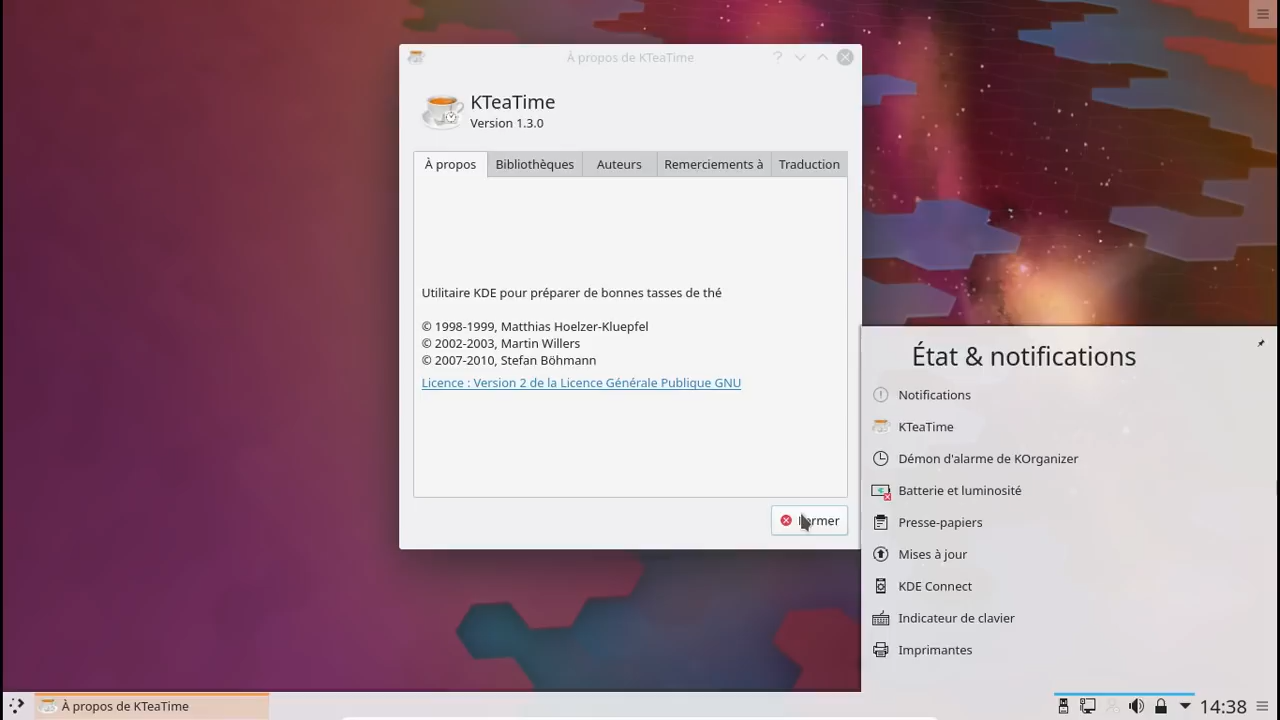 À propos de KTeaTime
KTeaTime
Version 1.3.0
À propos
Bibliothèques
Auteurs
Remerciements à
Traduction
Utilitaire KDE pour préparer de bonnes tasses de thé
© 1998-1999, Matthias Hoelzer-Kluepfel
© 2002-2003, Martin Willers
© 2007-2010, Stefan Böhmann
Licence : Version 2 de la Licence Générale Publique GNU
État & notifications
Notifications
KTeaTime
Démon d'alarme de KOrganizer
Batterie et luminosité
Presse-papiers
Mises à jour
KDE Connect
Indicateur de clavier
Imprimantes
À propos de KTeaTime
14:38